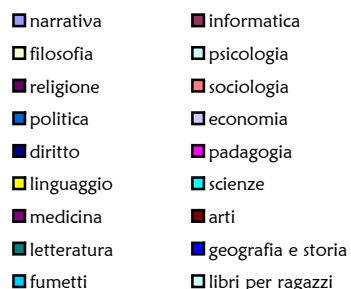 narrativa informatica
filosofia psicologia
religione sociologia
politica economia
diritto padagogia
linguaggio scienze
medicina arti
letteratura geografia e storia
fumetti libri per ragazzi